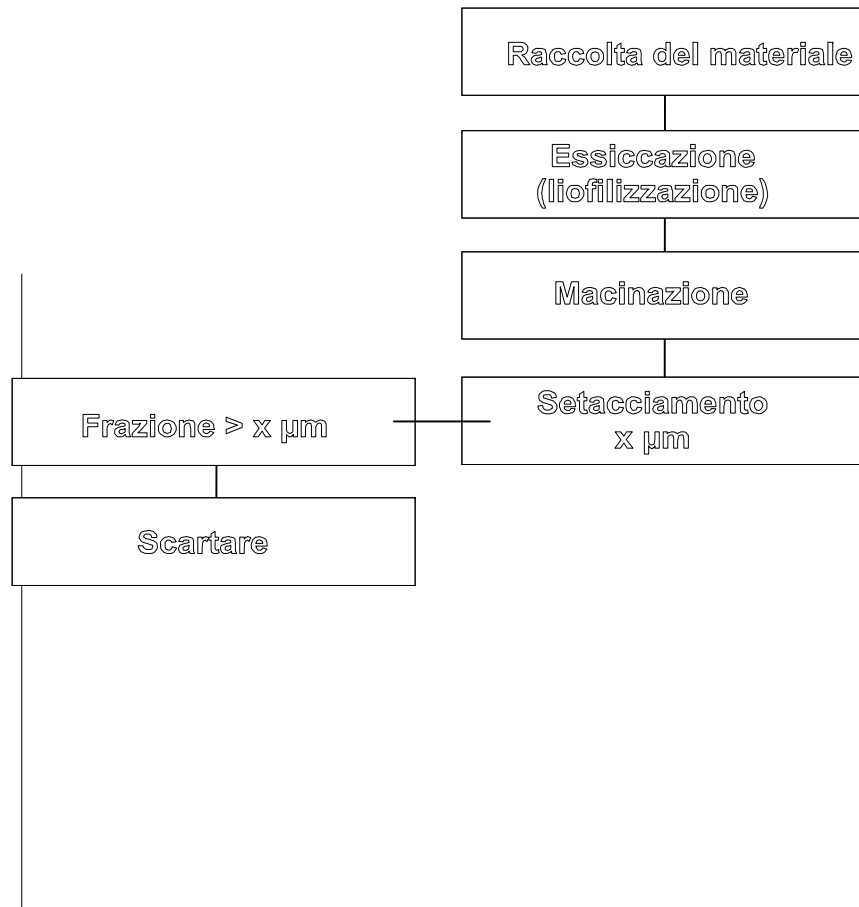 Raccolta del materiale
Essiccazione
(liofilizzazione)
Macinazione
Setacciamento
x µm
Frazione > x µm
Scartare